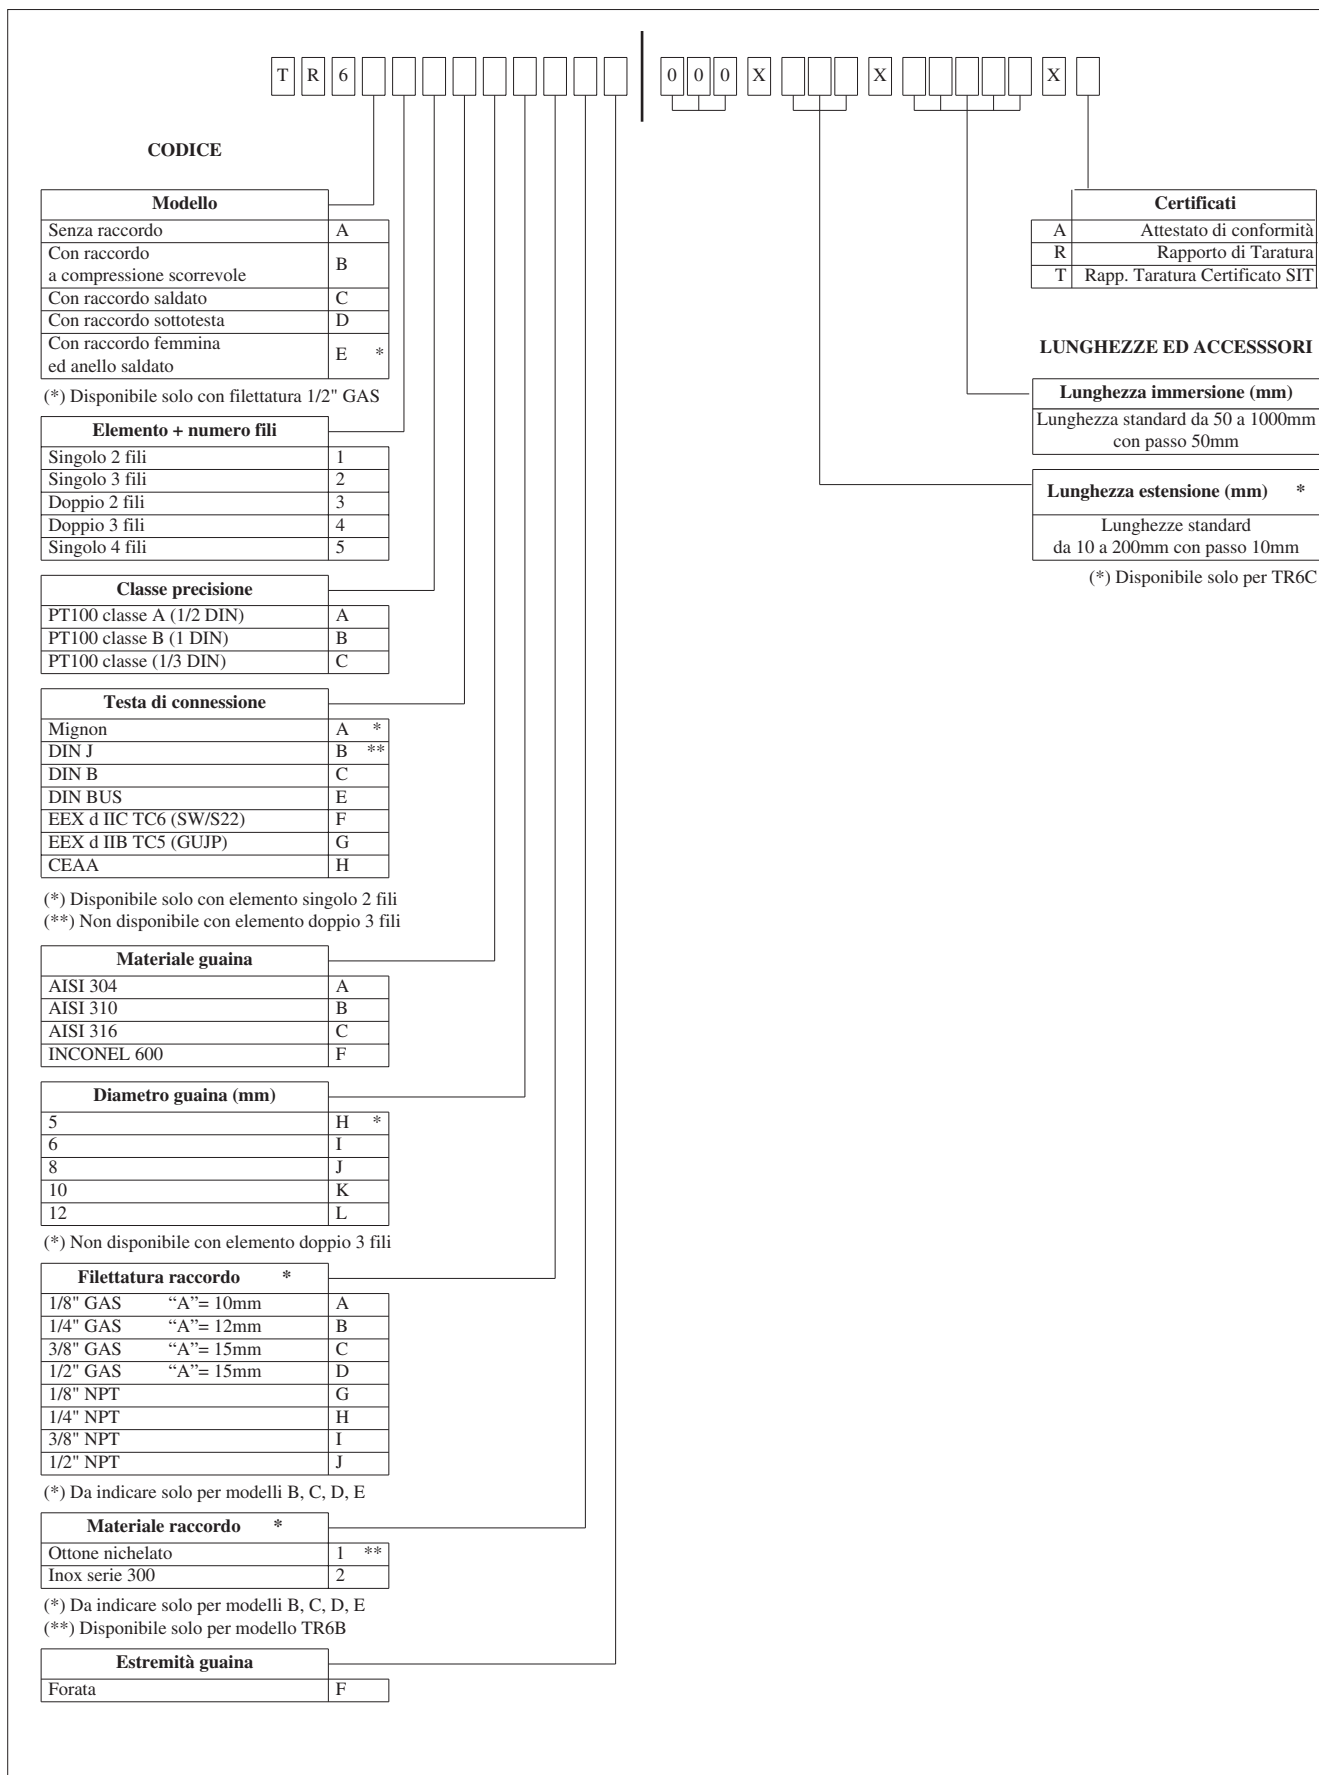 T R 6 0 0 0 X X X
CODICE
Modello
Senza raccordo A
Con raccordo
a compressione scorrevole B
Con raccordo saldato C
Con raccordo sottotesta D
Con raccordo femmina
ed anello saldato E *
(*) Disponibile solo con filettatura 1/2" GAS
Elemento + numero fili
Singolo 2 fili 1
Singolo 3 fili 2
Doppio 2 fili 3
Doppio 3 fili 4
Singolo 4 fili 5
Classe precisione
PT100 classe A (1/2 DIN) A
PT100 classe B (1 DIN) B
PT100 classe (1/3 DIN) C
Testa di connessione
Mignon A *
DIN J B **
DIN B C
DIN BUS E
EEX d IIC TC6 (SW/S22) F
EEX d IIB TC5 (GUJP) G
CEAA H
(*) Disponibile solo con elemento singolo 2 fili
(**) Non disponibile con elemento doppio 3 fili
Materiale guaina
AISI 304 A
AISI 310 B
AISI 316 C
INCONEL 600 F
Diametro guaina (mm)
5 H *
6 I
8 J
10 K
12 L
(*) Non disponibile con elemento doppio 3 fili
Filettatura raccordo *
1/8" GAS “A”= 10mm A
1/4" GAS “A”= 12mm B
3/8" GAS “A”= 15mm C
1/2" GAS “A”= 15mm D
1/8" NPT G
1/4" NPT H
3/8" NPT I
1/2" NPT J
(*) Da indicare solo per modelli B, C, D, E
Materiale raccordo *
Ottone nichelato 1 **
Inox serie 300 2
(*) Da indicare solo per modelli B, C, D, E
(**) Disponibile solo per modello TR6B
Estremità guaina
Forata F
Certificati
A Attestato di conformità
R Rapporto di Taratura
T Rapp. Taratura Certificato SIT
LUNGHEZZE ED ACCESSSORI
Lunghezza immersione (mm)
Lunghezza standard da 50 a 1000mm
con passo 50mm
Lunghezza estensione (mm) *
Lunghezze standard
da 10 a 200mm con passo 10mm
(*) Disponibile solo per TR6C